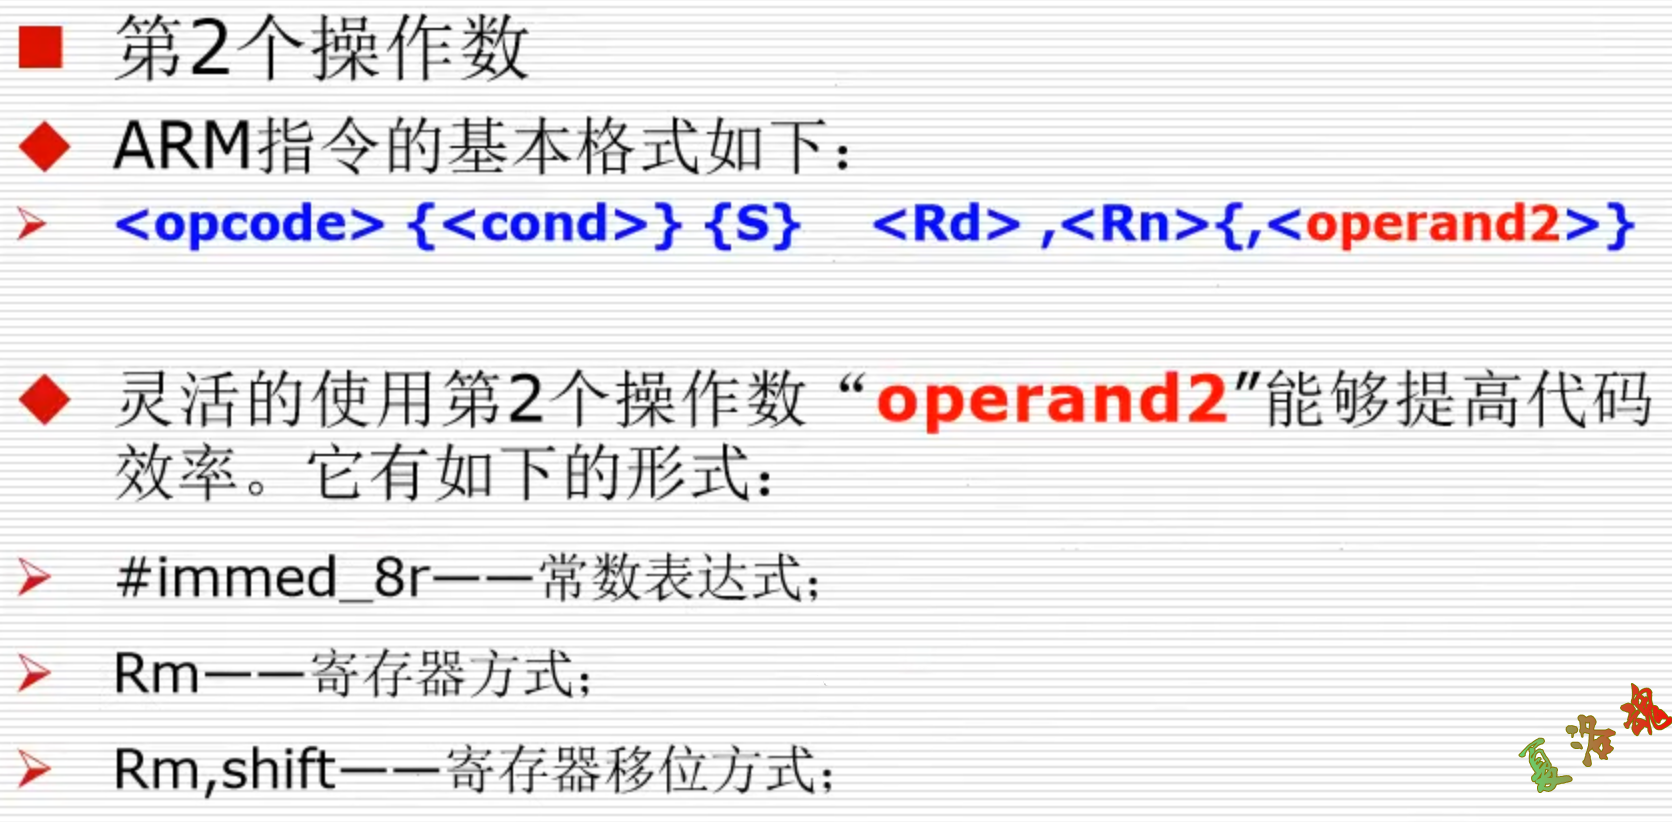 第2个操作数
ARM指令的基本格式如下：
<opcode> {<cond>} {S} <Rd> ,<Rn>{,<operand2>}
灵活的使用第2个操作数“operand2”能够提高代码
效率。它有如下的形式：
#immed_8r——常数表达式；
Rm——寄存器方式；
Rm,shift——寄存器移位方式；
夏洛魂